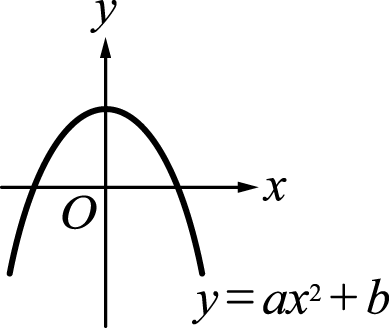 y
x
O
y = ax² + b